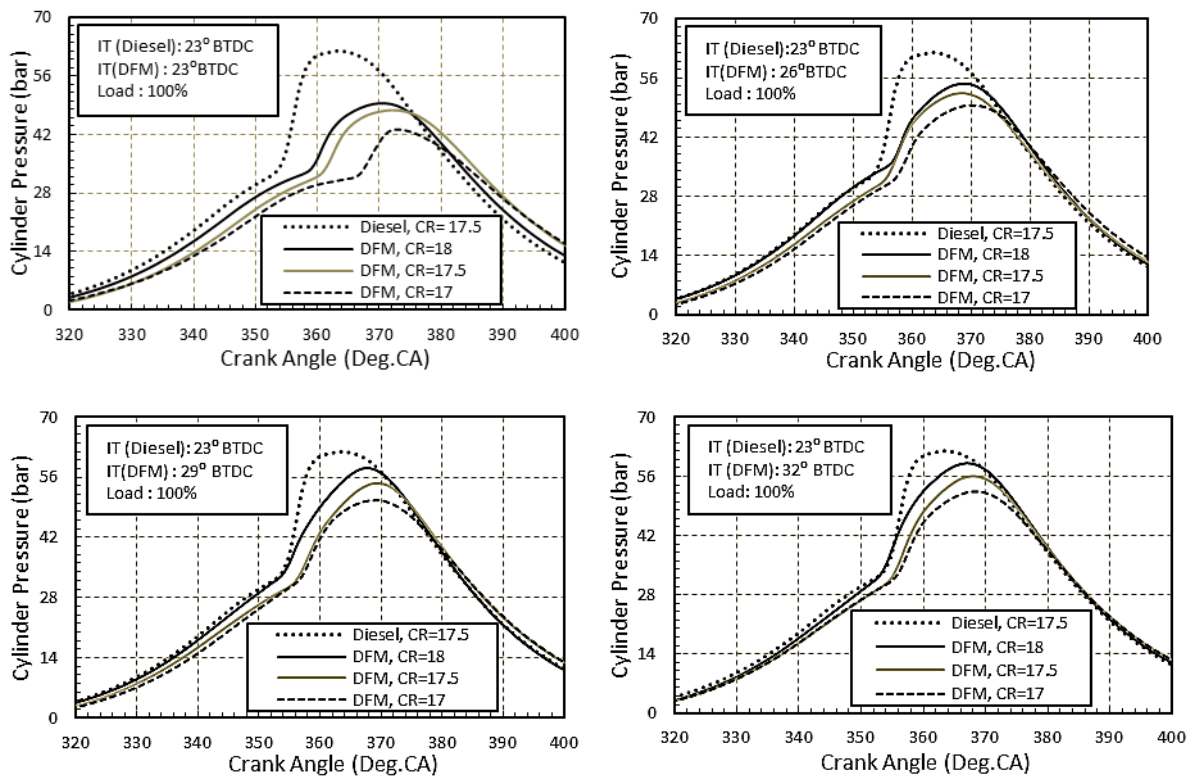 70
56
42
28
14
0
Cylinder Pressure (bar)
IT (Diesel): 23° BTDC
IT(DFM) : 23°BTDC
Load : 100%
Diesel, CR= 17.5
DFM, CR=18
DFM, CR=17.5
DFM, CR=17
320 330 340 350 360 370 380 390 400
Crank Angle (Deg.CA)
70
56
42
28
14
0
Cylinder Pressure (bar)
IT (Diesel): 23° BTDC
IT(DFM) : 26° BTDC
Load : 100%
Diesel, CR=17.5
DFM, CR=18
DFM, CR=17.5
DFM, CR=17
320 330 340 350 360 370 380 390 400
Crank Angle (Deg.CA)
70
56
42
28
14
0
Cylinder Pressure (bar)
IT (Diesel): 23° BTDC
IT(DFM) : 29° BTDC
Load : 100%
Diesel, CR=17.5
DFM, CR=18
DFM, CR=17.5
DFM, CR=17
320 330 340 350 360 370 380 390 400
Crank Angle (Deg.CA)
70
56
42
28
14
0
Cylinder Pressure (bar)
IT (Diesel): 23° BTDC
IT (DFM): 32° BTDC
Load: 100%
Diesel, CR=17.5
DFM, CR=18
DFM, CR=17.5
DFM, CR=17
320 330 340 350 360 370 380 390 400
Crank Angle (Deg.CA)